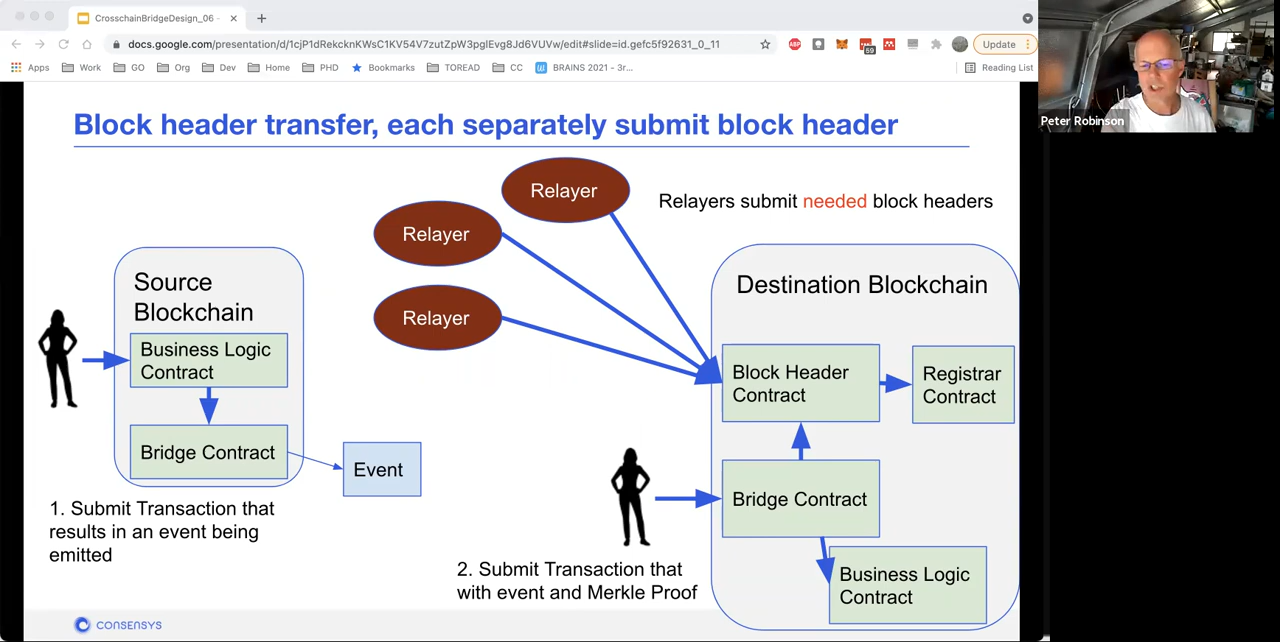 CrosschainBridgeDesign_06 -
docs.google.com/presentation/d/1cjP1dRekcknKWsC1KV54V7zutZpW3pglEvg8Jd6VUVw/edit#slide=id.gefc5f92631_0_11
ABP
59
Update
Apps
Work
GO
Org
Dev
Home
PHD
Bookmarks
TOREAD
CC
BRAINS 2021 - 3r...
Reading List
Peter Robinson
Block header transfer, each separately submit block header
Relayer
Relayers submit needed block headers
Relayer
Relayer
Source
Blockchain
Business Logic
Contract
Bridge Contract
Event
1. Submit Transaction that
results in an event being
emitted
Destination Blockchain
Block Header
Contract
Registrar
Contract
Bridge Contract
Business Logic
Contract
2. Submit Transaction that
with event and Merkle Proof
CONSENSYS